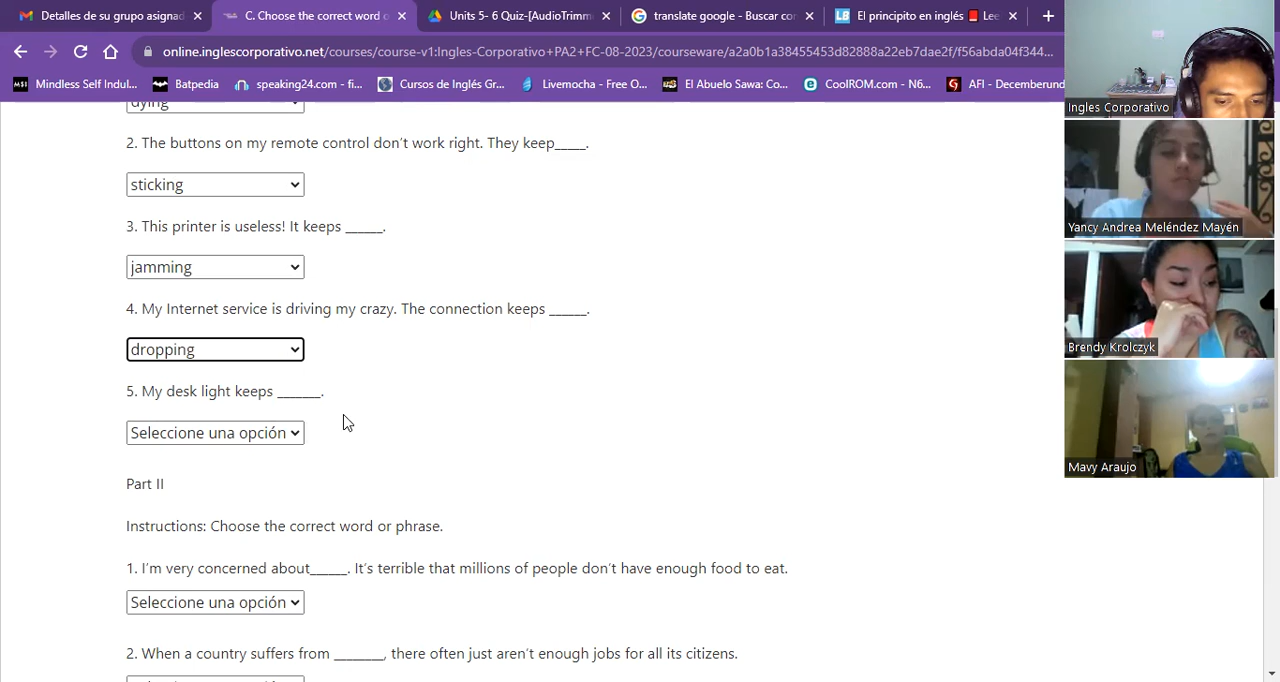 Detalles de su grupo asignad
C. Choose the correct word o
Units 5- 6 Quiz-[AudioTrimm
translate google - Buscar con
El principito en inglés 📕 Lee
online.inglescorporativo.net/courses/course-v1:Ingles-Corporativo+PA2+FC-08-2023/courseware/a2a0b1a38455453d82888a22eb7dae2f/f56abda04f344...
Mindless Self Indul...
Batpedia
speaking24.com - fi...
Cursos de Inglés Gr...
Livemocha - Free O...
El Abuelo Sawa: Co...
CoolROM.com - N6...
AFI - Decemberund
Ingles Corporativo
dying
2. The buttons on my remote control don't work right. They keep_____.
sticking
Yancy Andrea Meléndez Mayén
3. This printer is useless! It keeps ______.
jamming
4. My Internet service is driving my crazy. The connection keeps ______.
dropping
Brendy Krolczyk
5. My desk light keeps _______.
Seleccione una opción
Mavy Araujo
Part II
Instructions: Choose the correct word or phrase.
1. I'm very concerned about______. It's terrible that millions of people don't have enough food to eat.
Seleccione una opción
2. When a country suffers from ________, there often just aren't enough jobs for all its citizens.